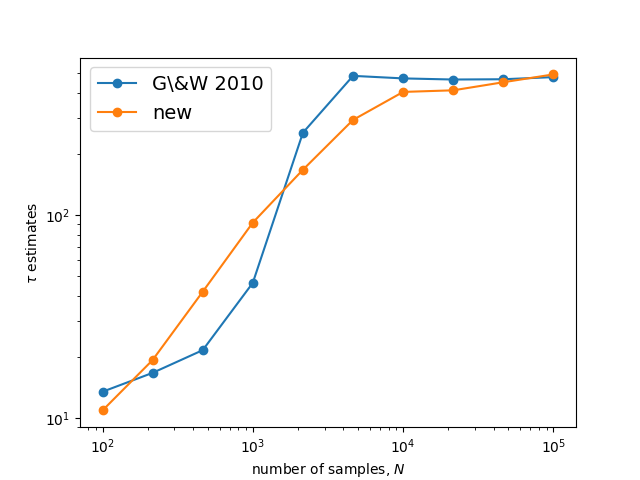 G\&W 2010
new
10²
10¹
τ estimates
10² 10³ 10⁴ 10⁵
number of samples, N